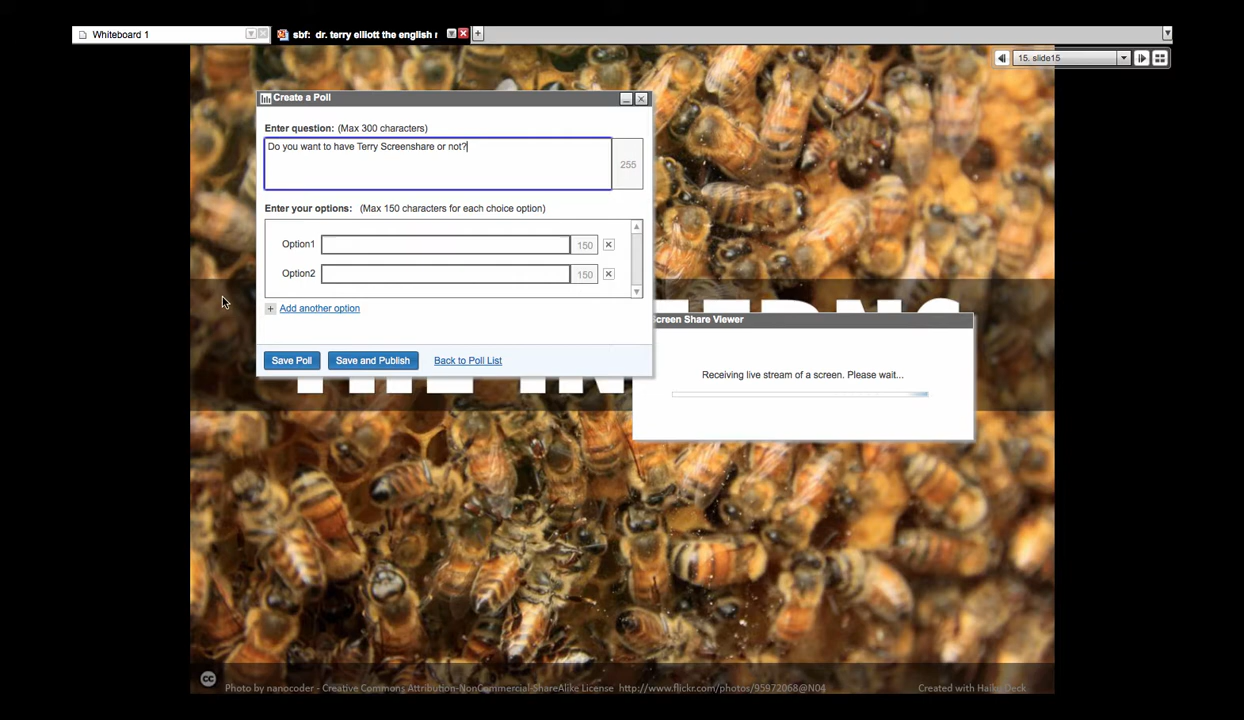 Whiteboard 1
sbf: dr. terry elliott the english r
15. slide15
Create a Poll
Enter question: (Max 300 characters)
Do you want to have Terry Screenshare or not?
255
Enter your options: (Max 150 characters for each choice option)
Option1
150
Option2
150
Add another option
Screen Share Viewer
Save Poll
Save and Publish
Back to Poll List
Receiving live stream of a screen. Please wait...
cc
Photo by nanocoder - Creative Commons Attribution-NonCommercial-ShareAlike License http://www.flickr.com/photos/95972068@N04
Created with Haiku Deck